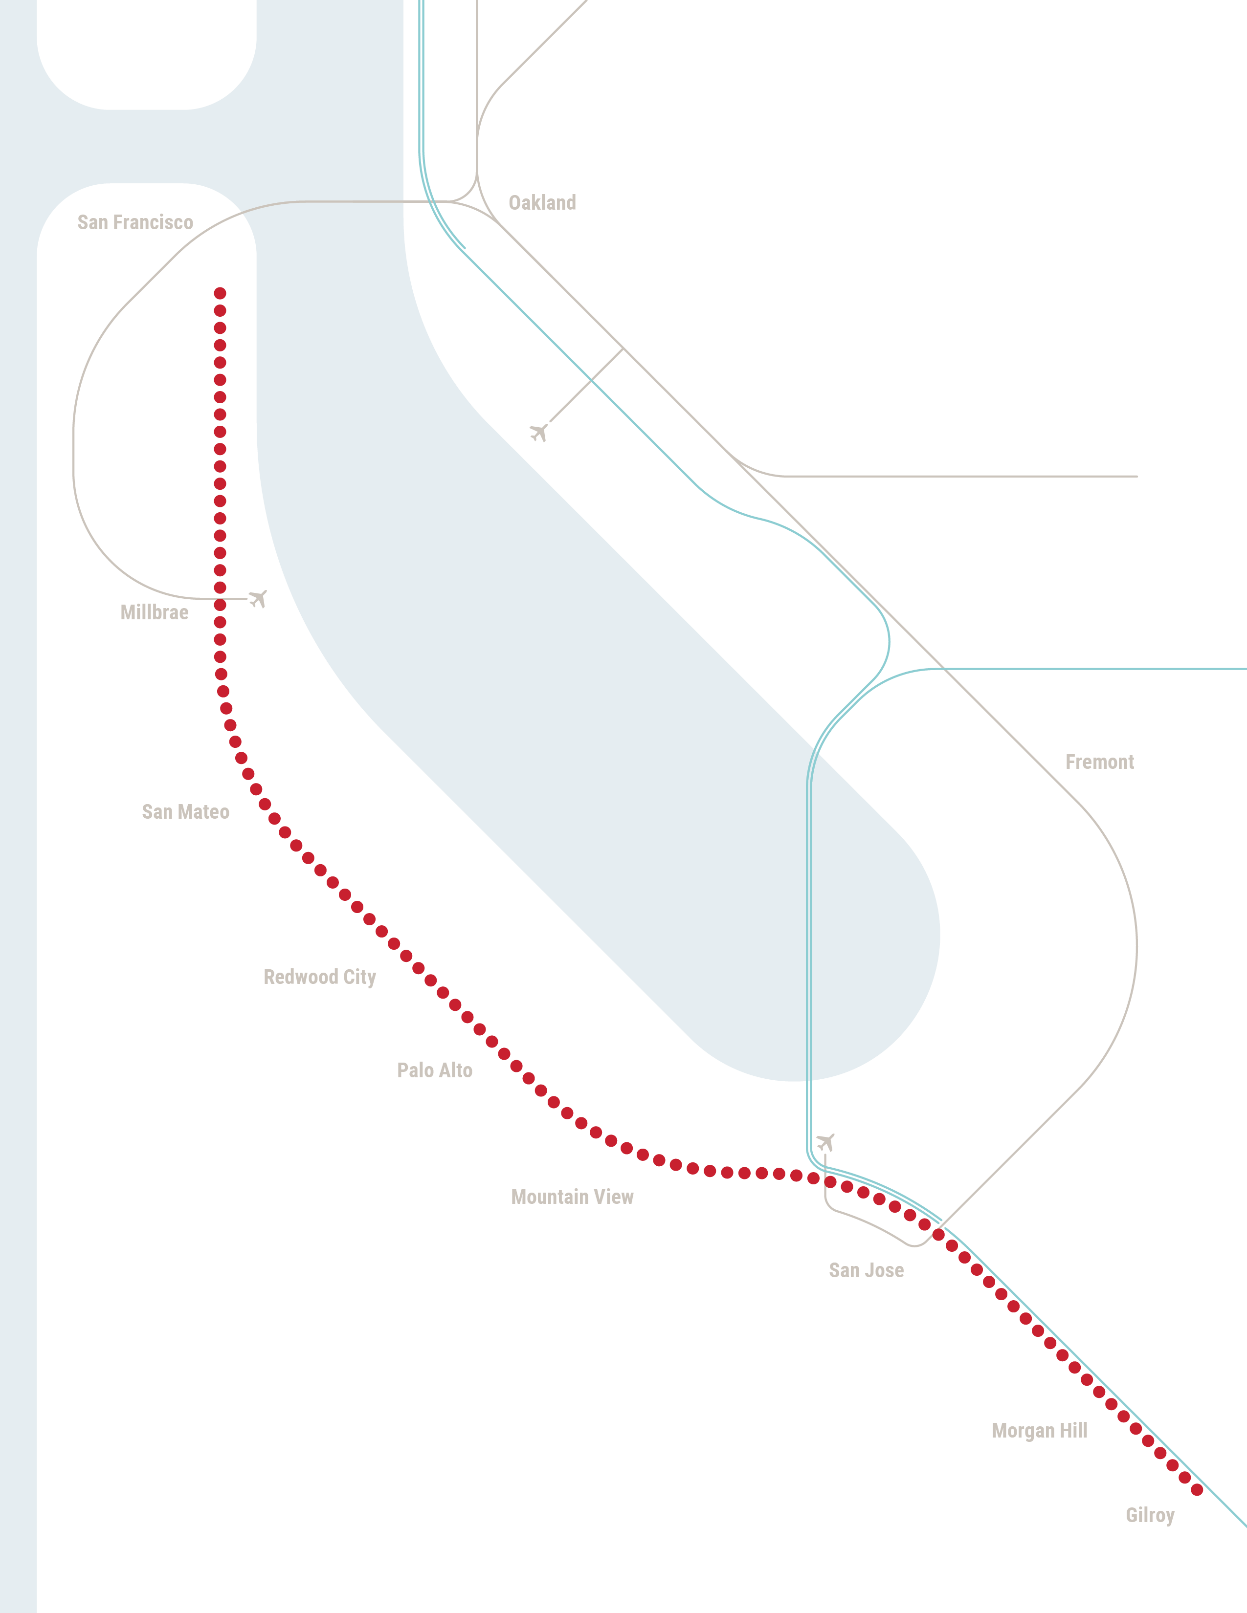 Oakland
San Francisco
Millbrae
Fremont
San Mateo
Redwood City
Palo Alto
Mountain View
San Jose
Morgan Hill
Gilroy